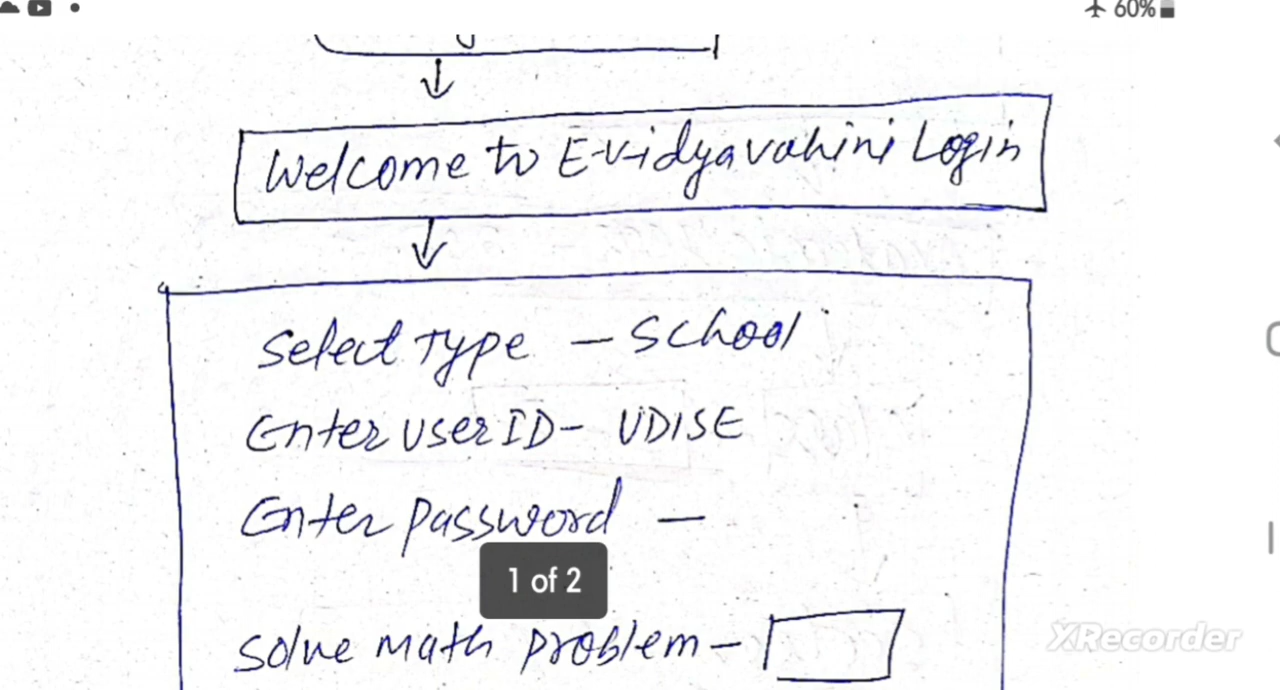 60%
Welcome to E-vidyavahini Login
Select Type - School
Enter user ID - UDISE
Enter password -
1 of 2
Solve math problem -
XRecorder